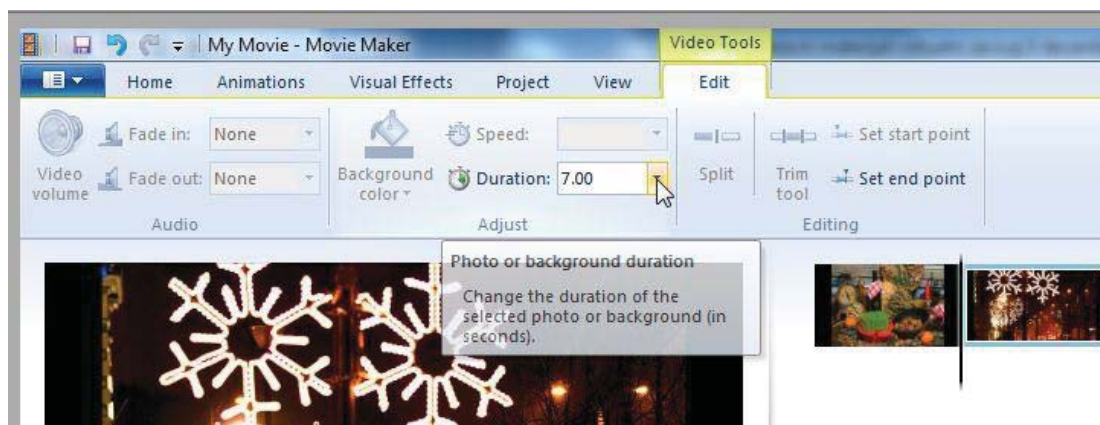 My Movie - Movie Maker
Video Tools
Home Animations Visual Effects Project View Edit
Fade in: None
Speed:
Set start point
Video volume
Fade out: None
Background color
Duration: 7.00
Split
Trim tool
Set end point
Audio
Adjust
Editing
Photo or background duration
Change the duration of the
selected photo or background (in
seconds).